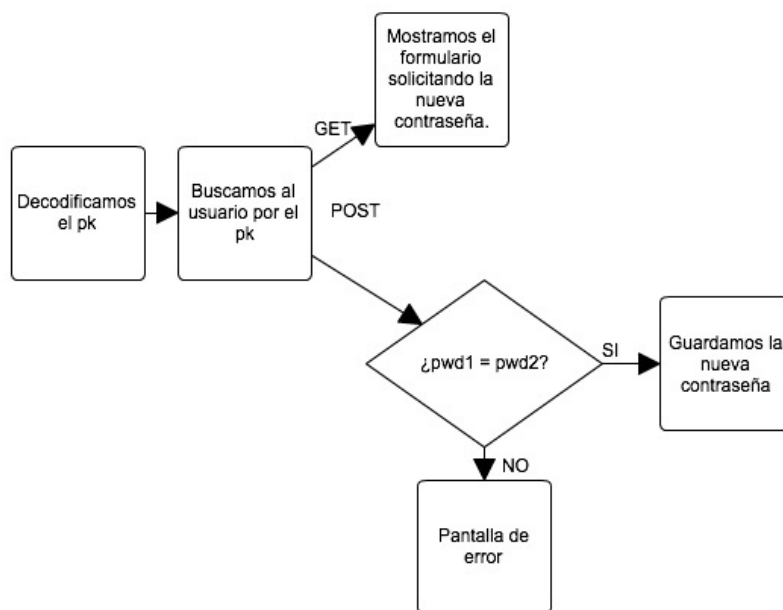 Mostramos el
formulario
solicitando la
nueva
contraseña.
GET
Decodificamos
el pk
Buscamos al
usuario por el
pk
POST
¿pwd1 = pwd2?
SI
Guardamos la
nueva
contraseña
NO
Pantalla de
error